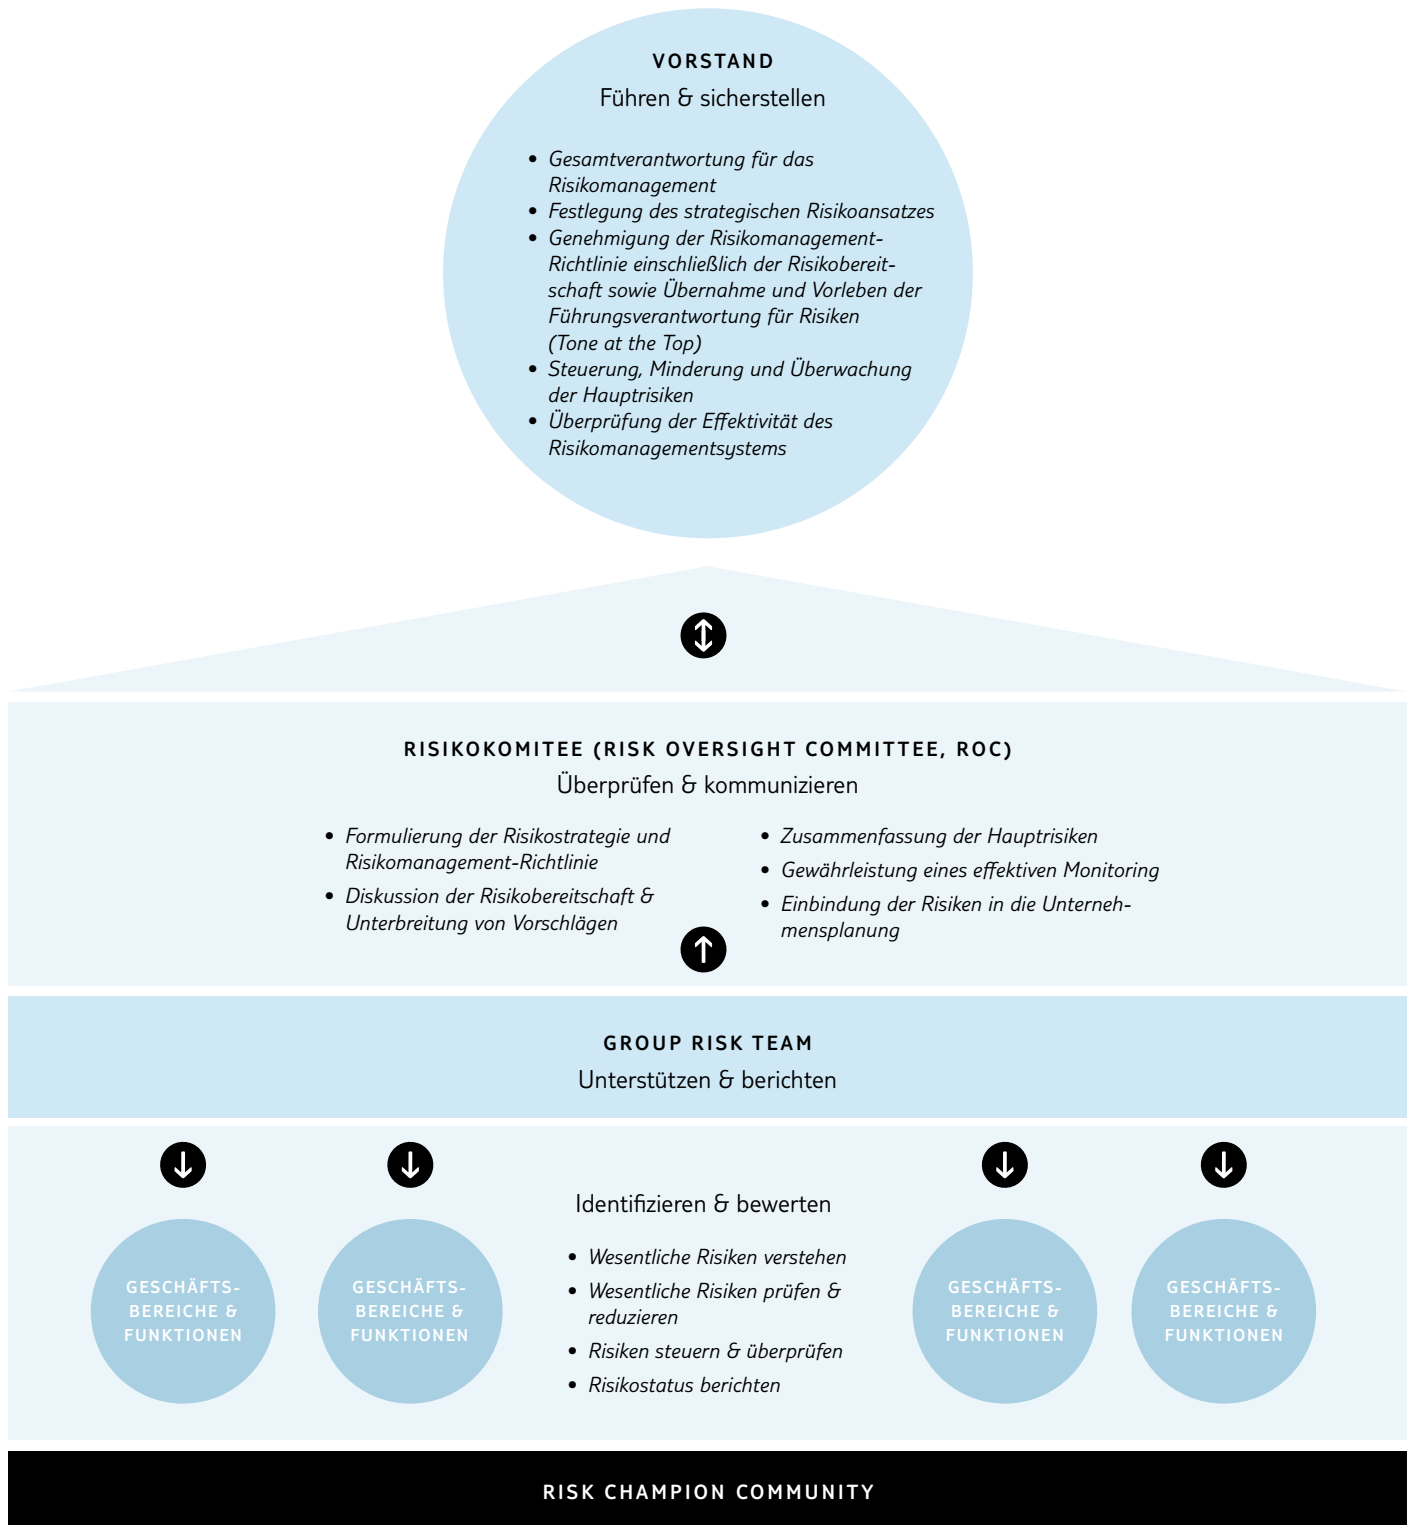 VORSTAND
Führen & sicherstellen
• Gesamtverantwortung für das
Risikomanagement
• Festlegung des strategischen Risikoansatzes
• Genehmigung der Risikomanagement-
Richtlinie einschließlich der Risikobereit-
schaft sowie Übernahme und Vorleben der
Führungsverantwortung für Risiken
(Tone at the Top)
• Steuerung, Minderung und Überwachung
der Hauptrisiken
• Überprüfung der Effektivität des
Risikomanagementsystems
RISIKOKOMITEE (RISK OVERSIGHT COMMITTEE, ROC)
Überprüfen & kommunizieren
• Formulierung der Risikostrategie und
Risikomanagement-Richtlinie
• Diskussion der Risikobereitschaft &
Unterbreitung von Vorschlägen
• Zusammenfassung der Hauptrisiken
• Gewährleistung eines effektiven Monitoring
• Einbindung der Risiken in die Unterneh-
mensplanung
GROUP RISK TEAM
Unterstützen & berichten
GESCHÄFTS-
BEREICHE &
FUNKTIONEN
GESCHÄFTS-
BEREICHE &
FUNKTIONEN
Identifizieren & bewerten
• Wesentliche Risiken verstehen
• Wesentliche Risiken prüfen &
reduzieren
• Risiken steuern & überprüfen
• Risikostatus berichten
GESCHÄFTS-
BEREICHE &
FUNKTIONEN
GESCHÄFTS-
BEREICHE &
FUNKTIONEN
RISK CHAMPION COMMUNITY